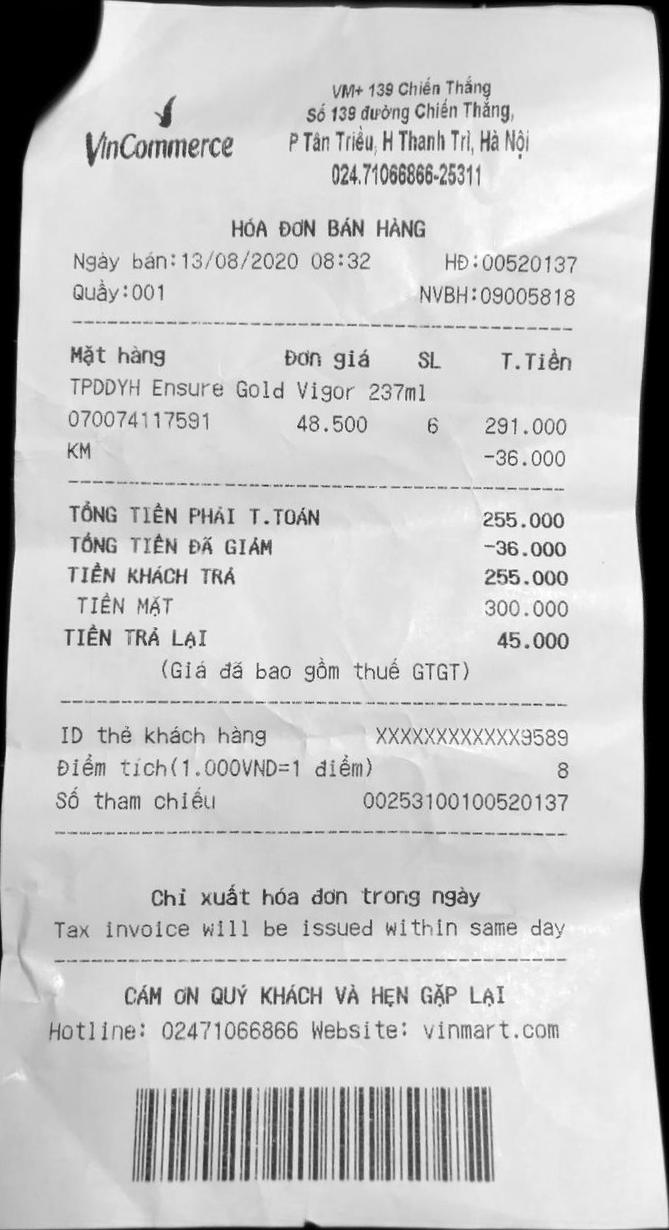 VM+ 139 Chiến Thắng
Số 139 đường Chiến Thắng,
VinCommerce P Tân Triều, H Thanh Trì, Hà Nội
024.71066866-25311
HÓA ĐƠN BÁN HÀNG
Ngày bán:13/08/2020 08:32 HĐ:00520137
Quầy:001 NVBH:09005818
Mặt hàng Đơn giá SL T.Tiền
TPDDYH Ensure Gold Vigor 237ml
070074117591 48.500 6 291.000
KM -36.000
TỔNG TIỀN PHẢI T.TOÁN 255.000
TỔNG TIỀN ĐÃ GIẢM -36.000
TIỀN KHÁCH TRẢ 255.000
TIỀN MẶT 300.000
TIỀN TRẢ LẠI 45.000
(Giá đã bao gồm thuế GTGT)
ID thẻ khách hàng XXXXXXXXXXXX9589
Điểm tích(1.000VND=1 điểm) 8
Số tham chiếu 00253100100520137
Chỉ xuất hóa đơn trong ngày
Tax invoice will be issued within same day
CẢM ƠN QUÝ KHÁCH VÀ HẸN GẶP LẠI
Hotline: 02471066866 Website: vinmart.com